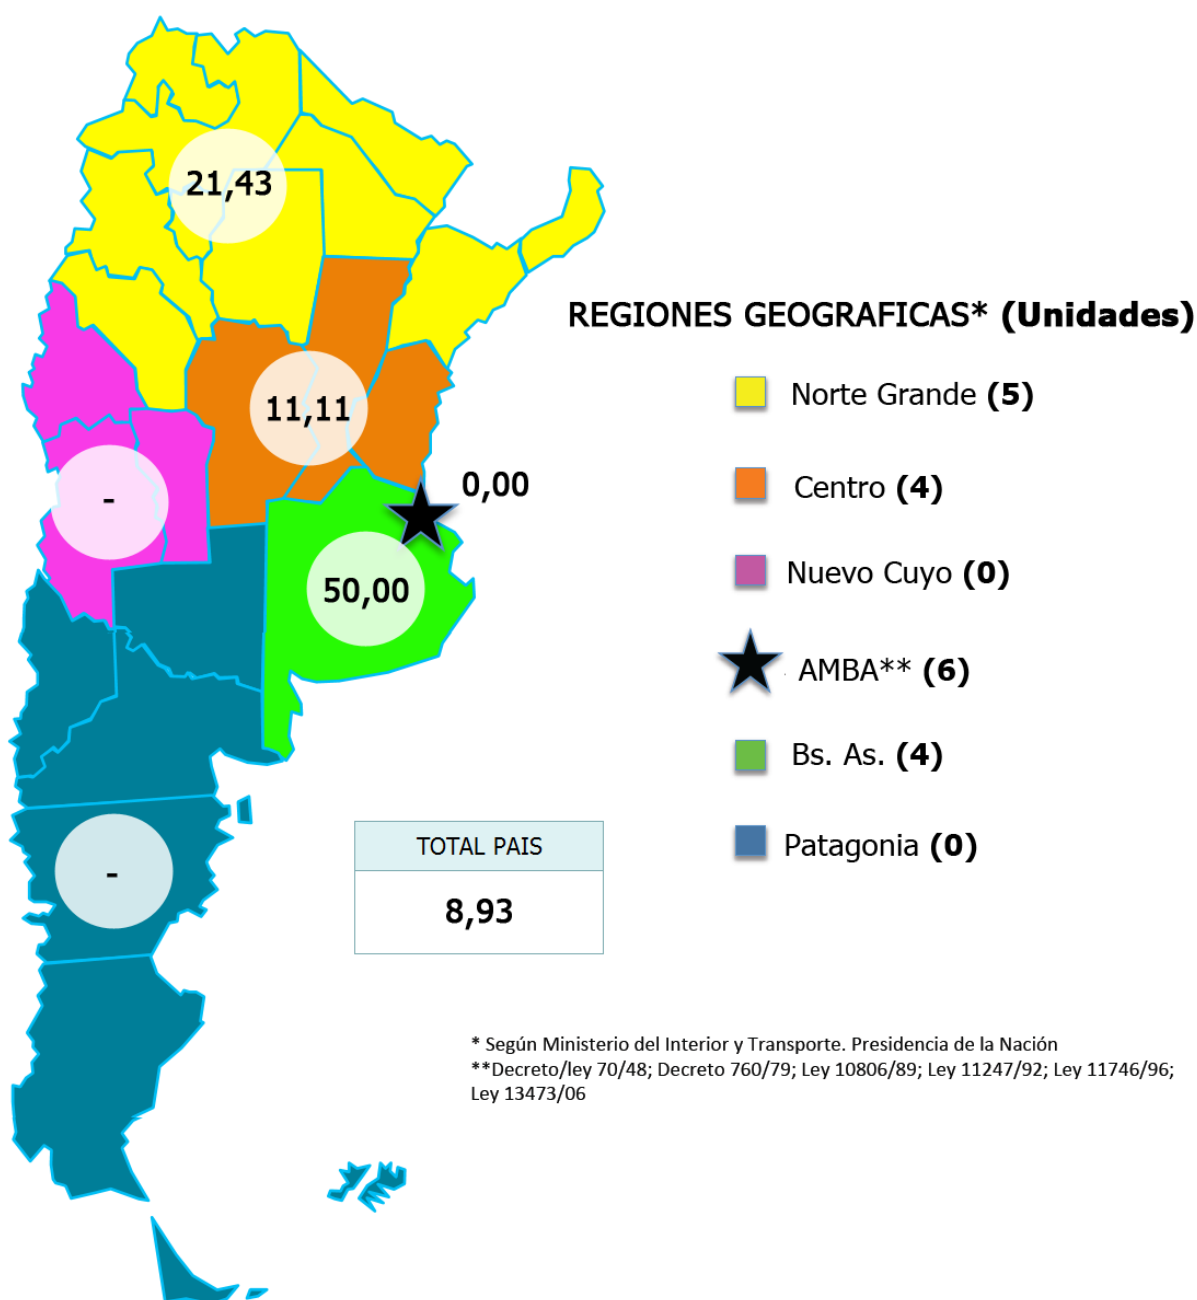 21,43
REGIONES GEOGRAFICAS* (Unidades)
Norte Grande (5)
11,11
0,00
Centro (4)
-
Nuevo Cuyo (0)
50,00
AMBA** (6)
Bs. As. (4)
Patagonia (0)
-
TOTAL PAIS
8,93
* Según Ministerio del Interior y Transporte. Presidencia de la Nación
**Decreto/ley 70/48; Decreto 760/79; Ley 10806/89; Ley 11247/92; Ley 11746/96;
Ley 13473/06